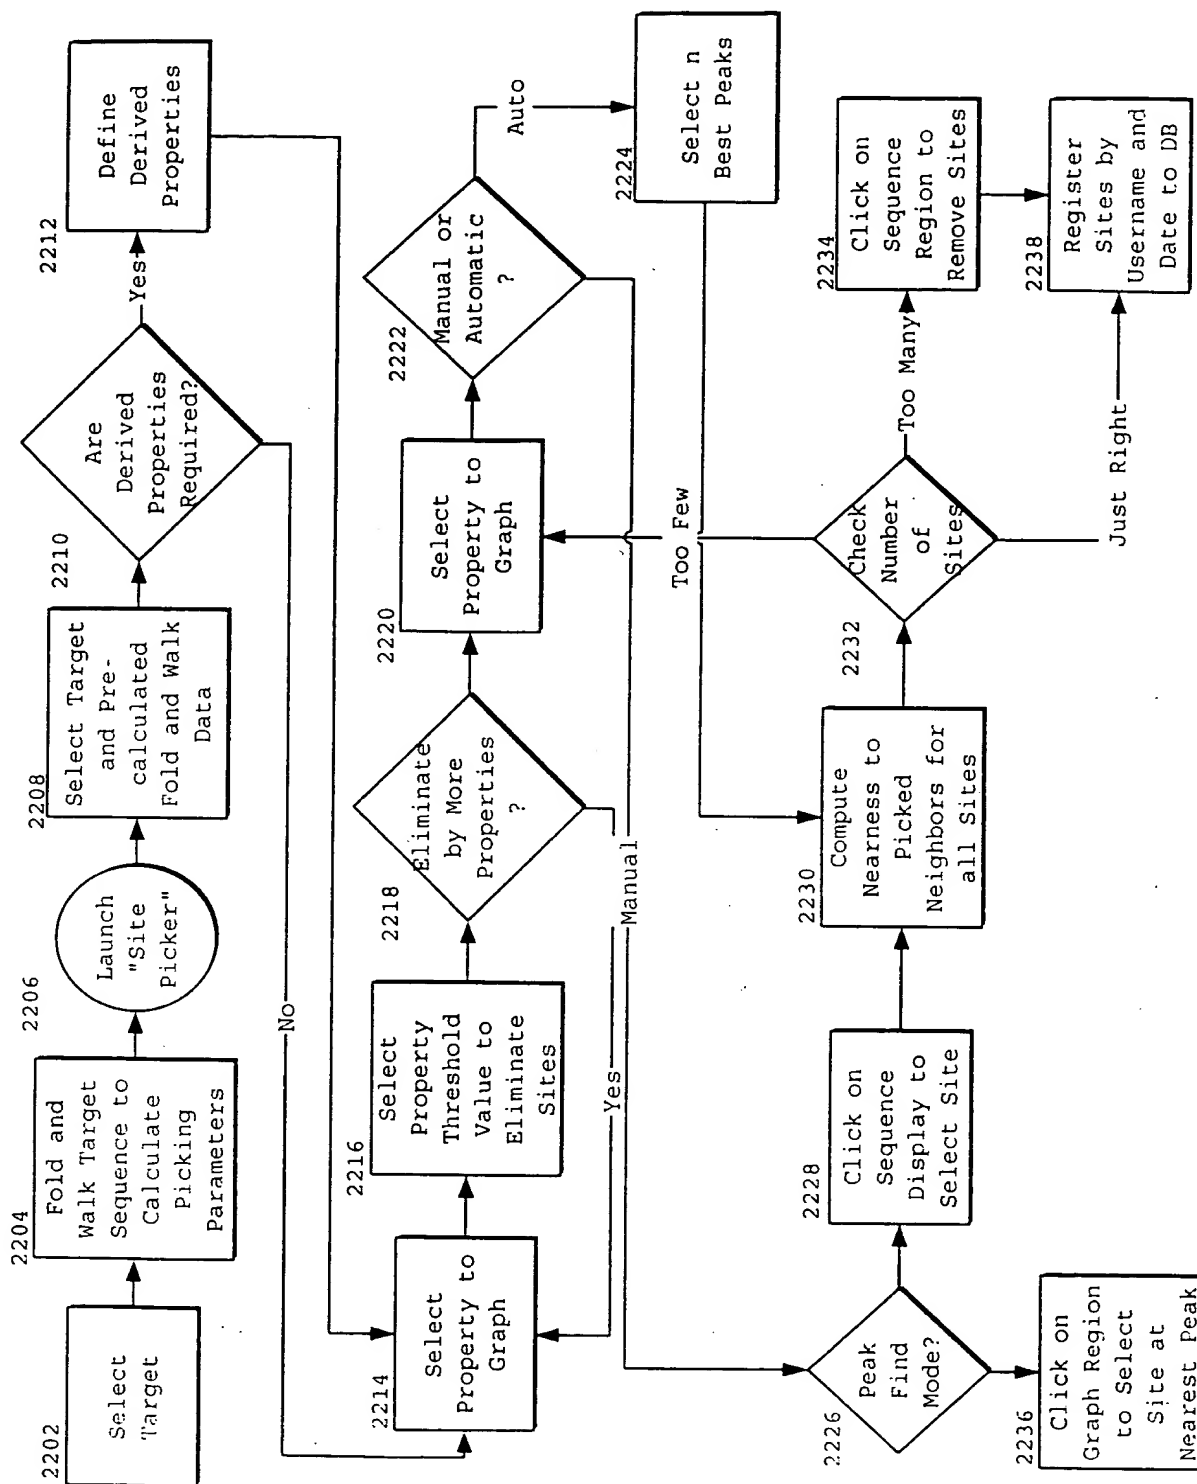 2202
Select
Target
2204
Fold and
Walk Target
Sequence to
Calculate
Picking
Parameters
2206
Launch
"Site
Picker"
2208
Select Target
and Pre-
calculated
Fold and Walk
Data
2210
Are
Derived
Properties
Required?
Yes
No
2212
Define
Derived
Properties
2214
Select
Property to
Graph
2216
Select
Property
Threshold
Value to
Eliminate
Sites
2218
Eliminate
by More
Properties
?
Yes
2220
Select
Property to
Graph
2222
Manual or
Automatic
?
Auto
Manual
2224
Select n
Best Peaks
2226
Peak
Find
Mode?
2228
Click on
Sequence
Display to
Select Site
2230
Compute
Nearness to
Picked
Neighbors for
all Sites
2232
Check
Number
of
Sites
Too Few
Too Many
Just Right
2234
Click on
Sequence
Region to
Remove Sites
2236
Click on
Graph Region
to Select
Site at
Nearest Peak
2238
Register
Sites by
Username and
Date to DB